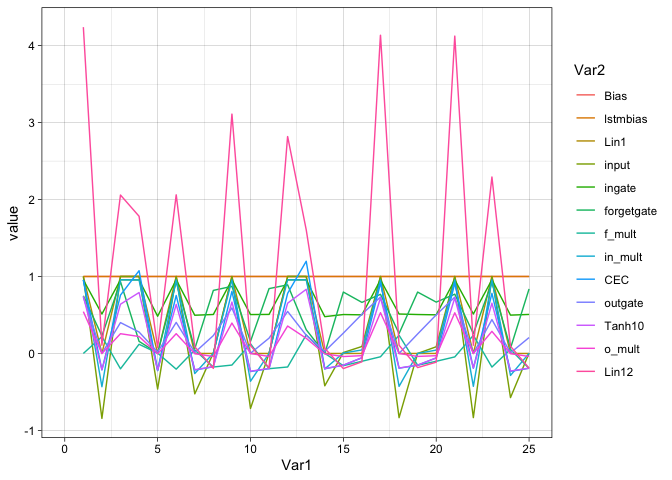 4
3
2
1
0
-1
value
0
5
10
15
20
25
Var1
Var2
Bias
lstmbias
Lin1
input
ingate
forgetgate
f_mult
in_mult
CEC
outgate
Tanh10
o_mult
Lin12